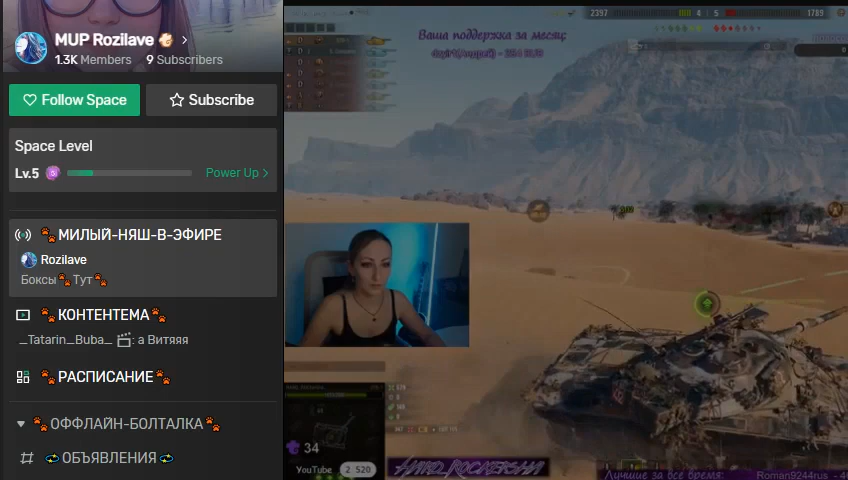 MUP Rozilave
1.3K Members 9 Subscribers
Follow Space
Subscribe
Space Level
Lv.5
Power Up
МИЛЫЙ-НЯШ-В-ЭФИРЕ
Rozilave
Боксы Тут
КОНТЕНТЕМА
_Tatarin_Buba_ : а Витяяя
РАСПИСАНИЕ
ОФФЛАЙН-БОЛТАЛКА
ОБЪЯВЛЕНИЯ
2397 4 5 1789
Ваша поддержка за месяц:
34
YouTube 2 520
Лучшие за все время:
Roman9244rus